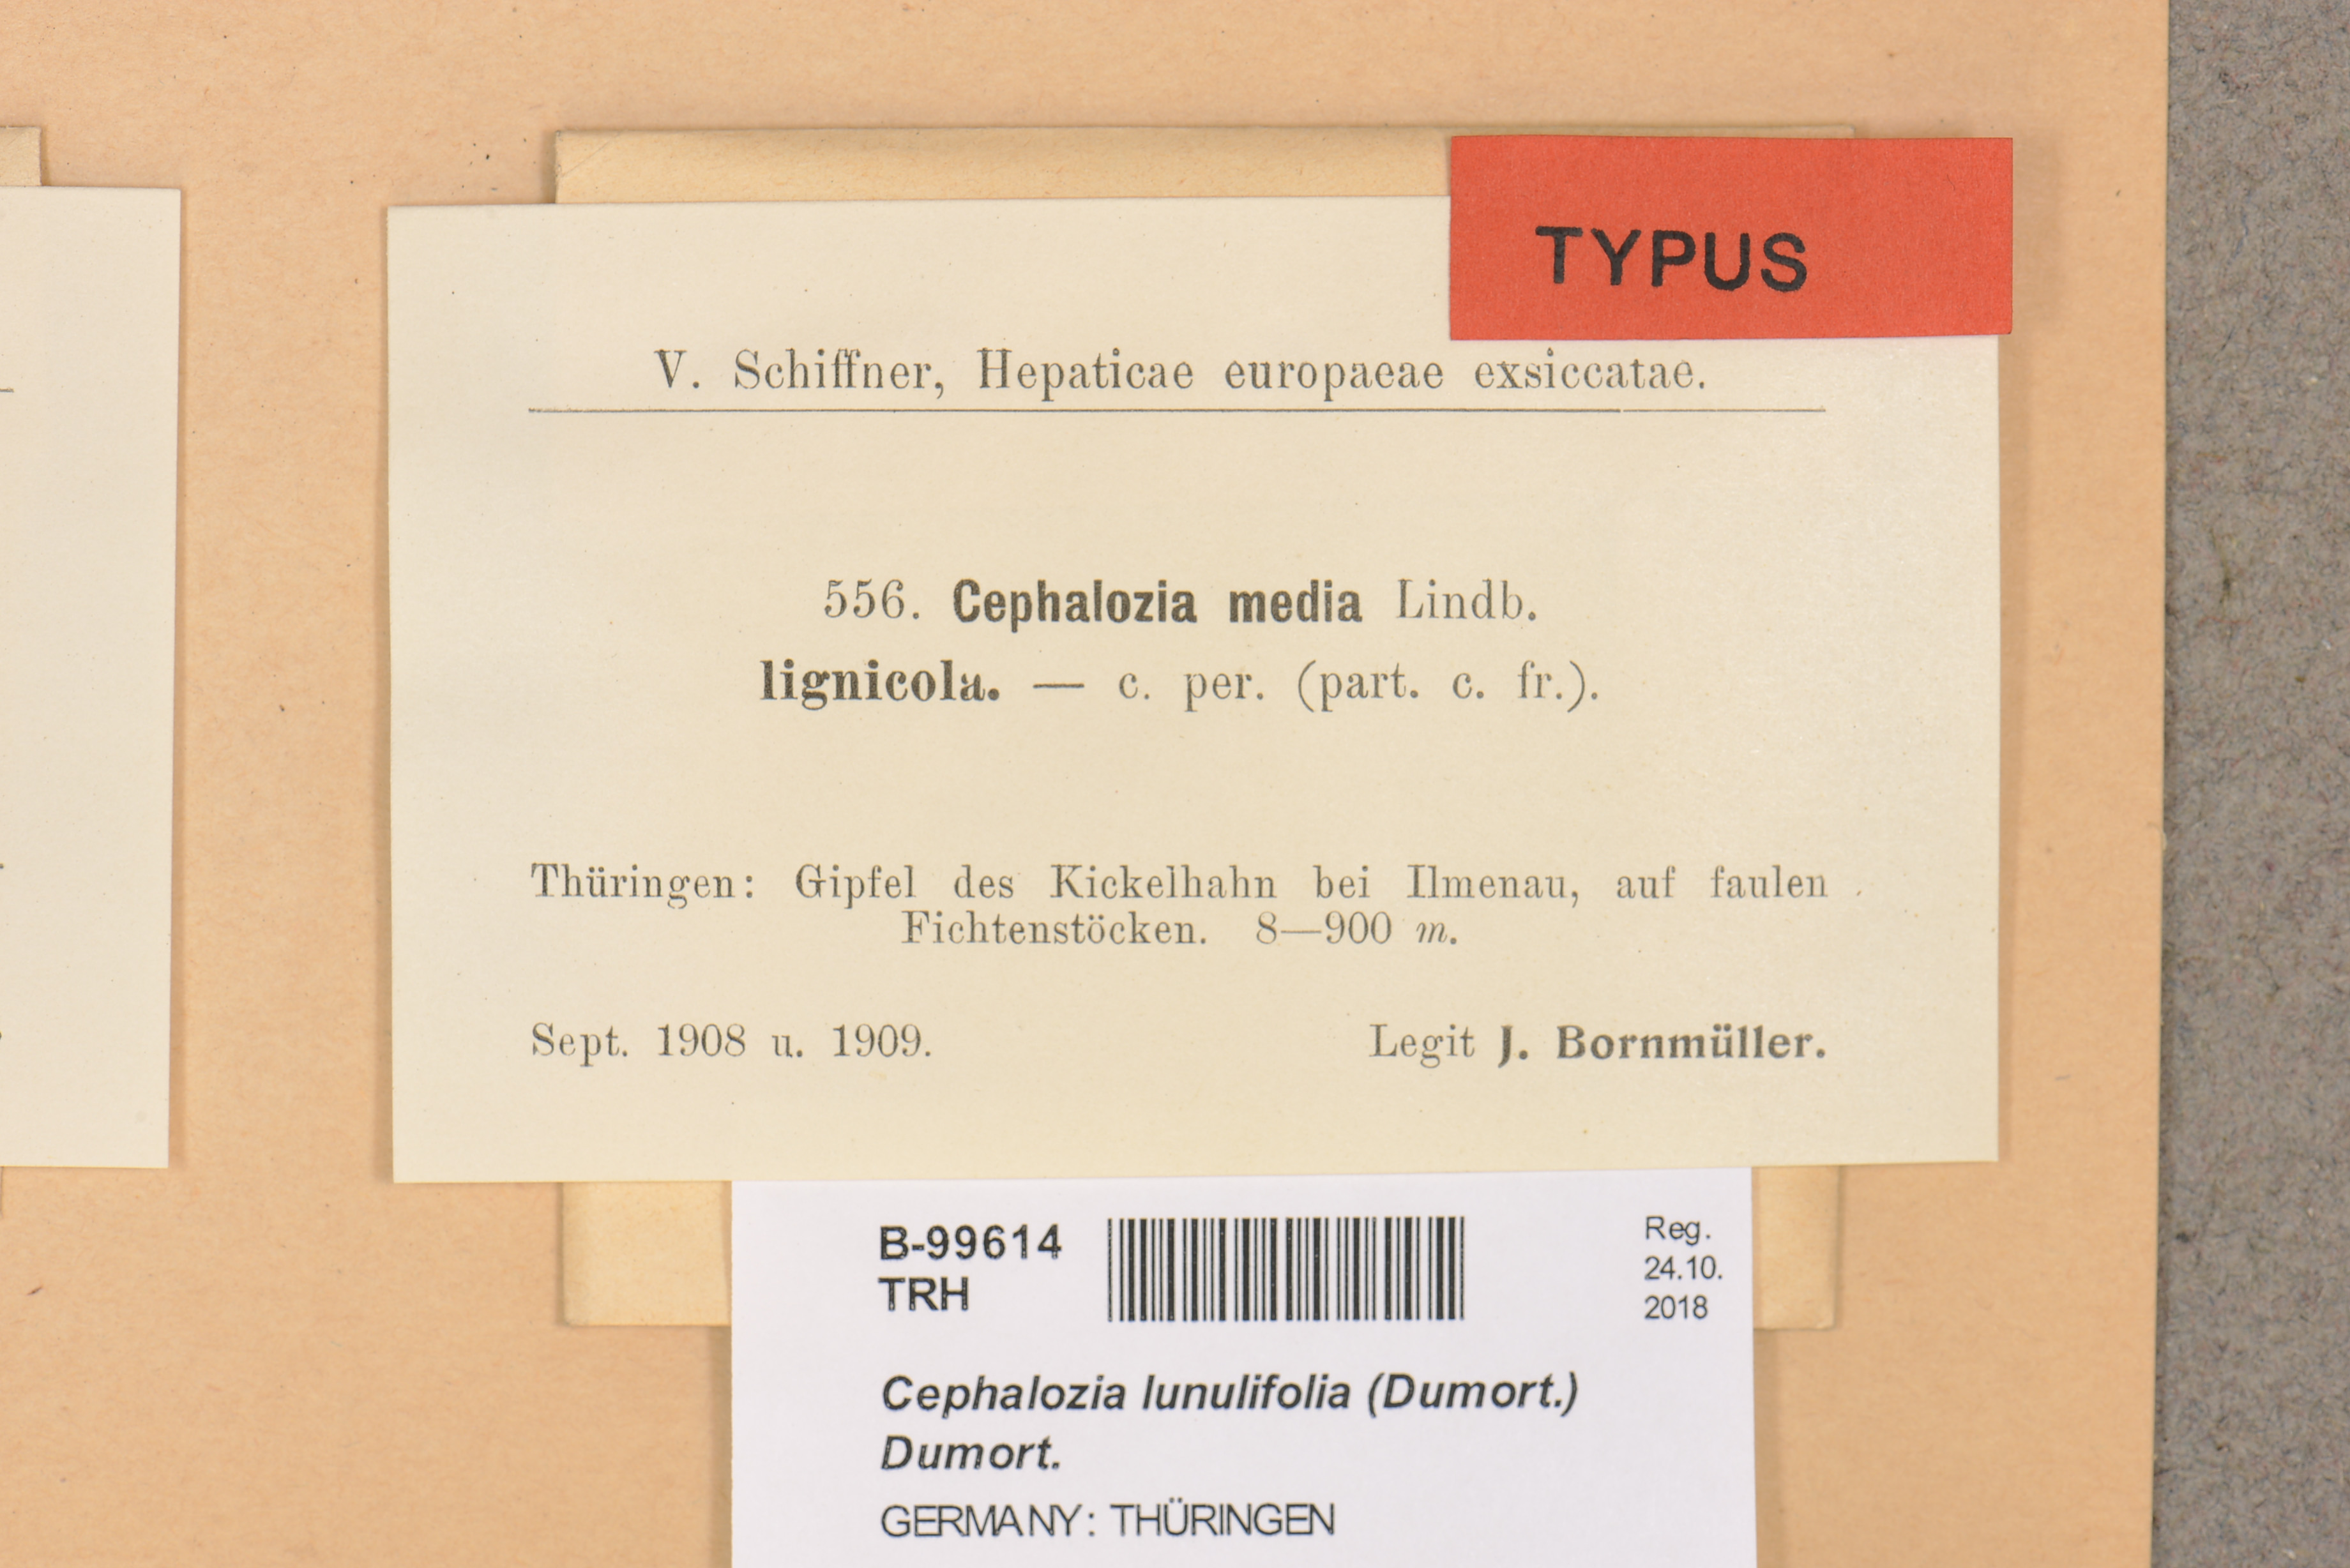 TYPUS
V. Schiffner, Hepaticae europaeae exsiccatae.
556. Cephalozia media Lindb.
lignicola. — c. per. (part. c. fr.).
Thüringen: Gipfel des Kickelhahn bei Ilmenau, auf faulen
Fichtenstöcken. 8—900 m.
Sept. 1908 u. 1909. Legit J. Bornmüller.
B-99614
TRH
Reg.
24.10.
2018
Cephalozia lunulifolia (Dumort.)
Dumort.
GERMANY: THÜRINGEN